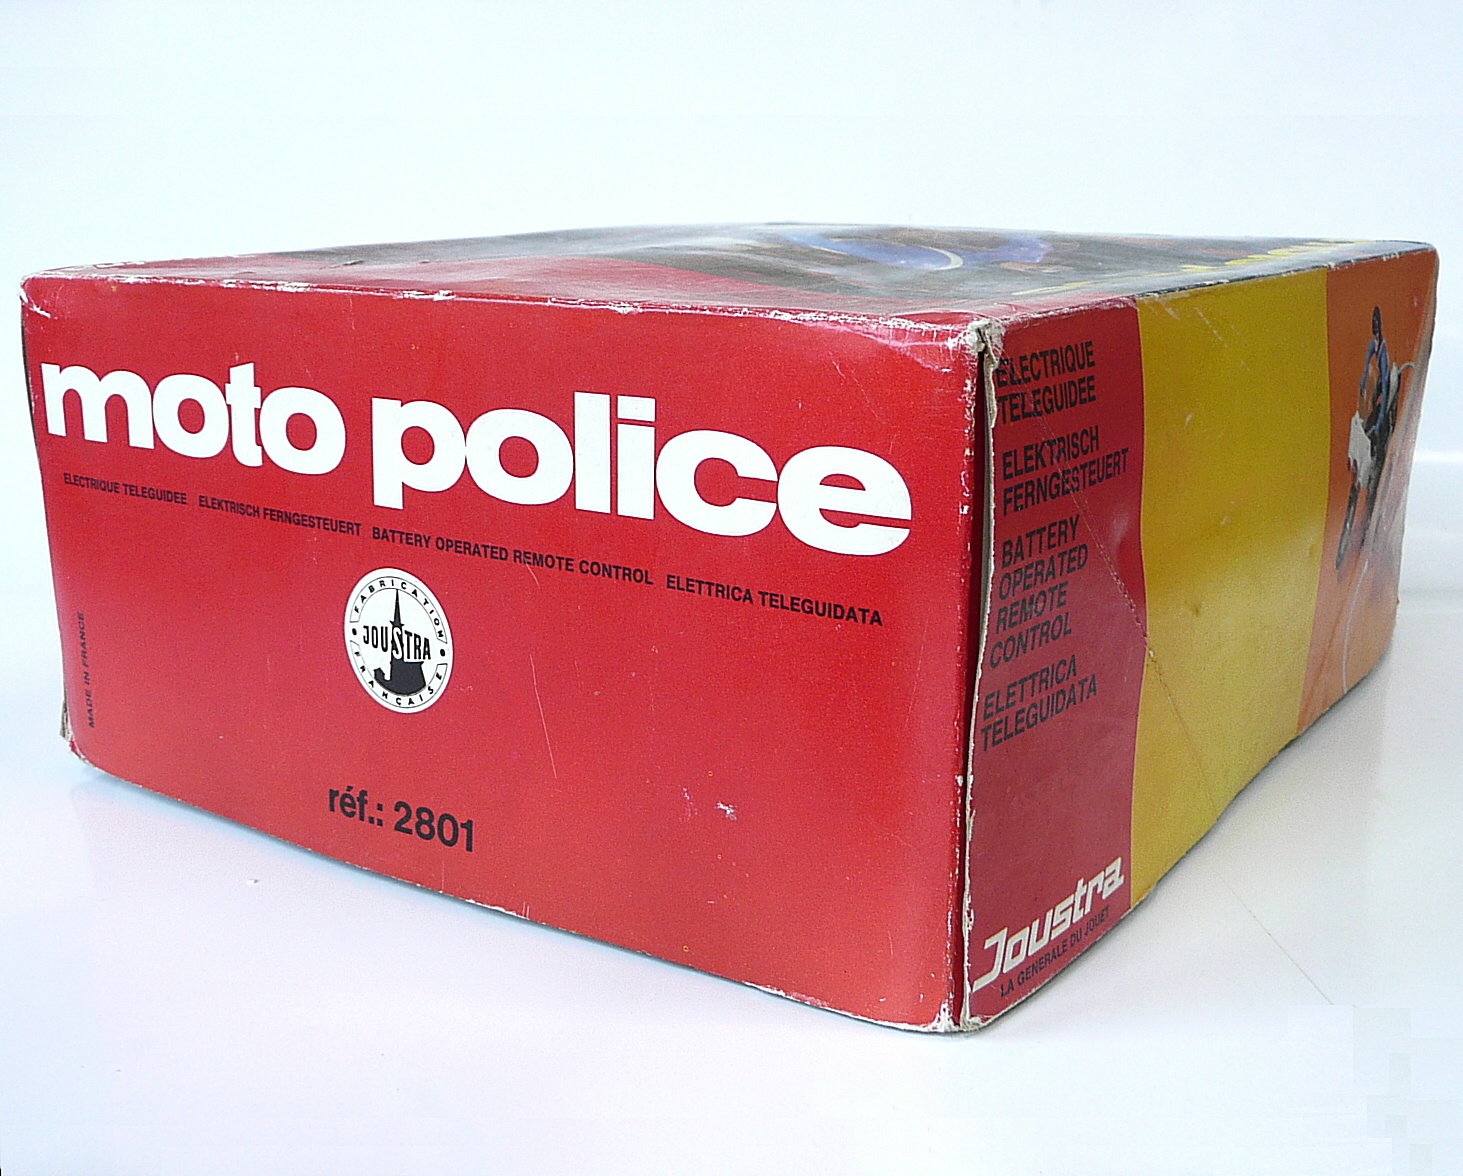 moto police
ELECTRIQUE TELEGUIDEE ELEKTRISCH FERNGESTEUERT BATTERY OPERATED REMOTE CONTROL ELETTRICA TELEGUIDATA
FABRICATION
JOUSTRA
FRANÇAISE
MADE IN FRANCE
réf.: 2801
ELECTRIQUE
TELEGUIDEE
ELEKTRISCH
FERNGESTEUERT
BATTERY
OPERATED
REMOTE
CONTROL
ELETTRICA
TELEGUIDATA
Joustra
LA GENERALE DU JOUET